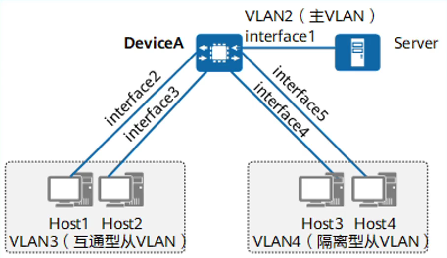 VLAN2（主VLAN）
DeviceA
interface1
Server
interface2
interface3
interface5
interface4
Host1 Host2
VLAN3（互通型从VLAN）
Host3 Host4
VLAN4（隔离型从VLAN）